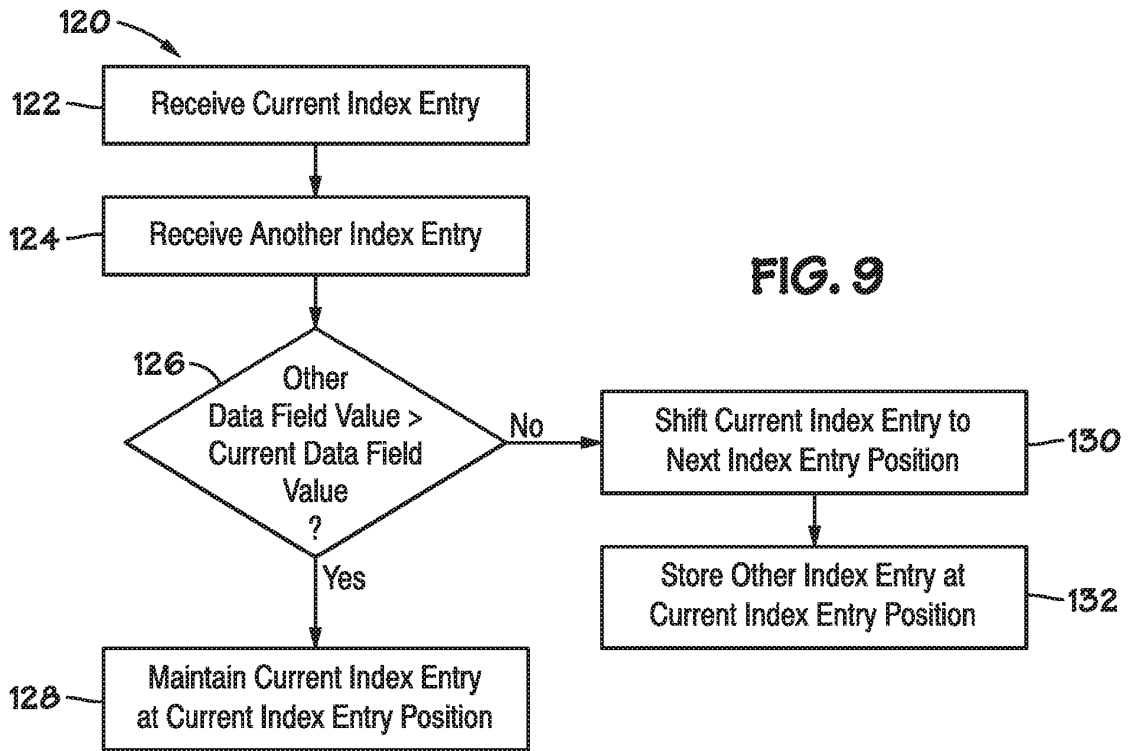 120
122
Receive Current Index Entry
124
Receive Another Index Entry
FIG. 9
126
Other
Data Field Value >
Current Data Field
Value
?
No
Yes
Shift Current Index Entry to
Next Index Entry Position
130
Store Other Index Entry at
Current Index Entry Position
132
128
Maintain Current Index Entry
at Current Index Entry Position